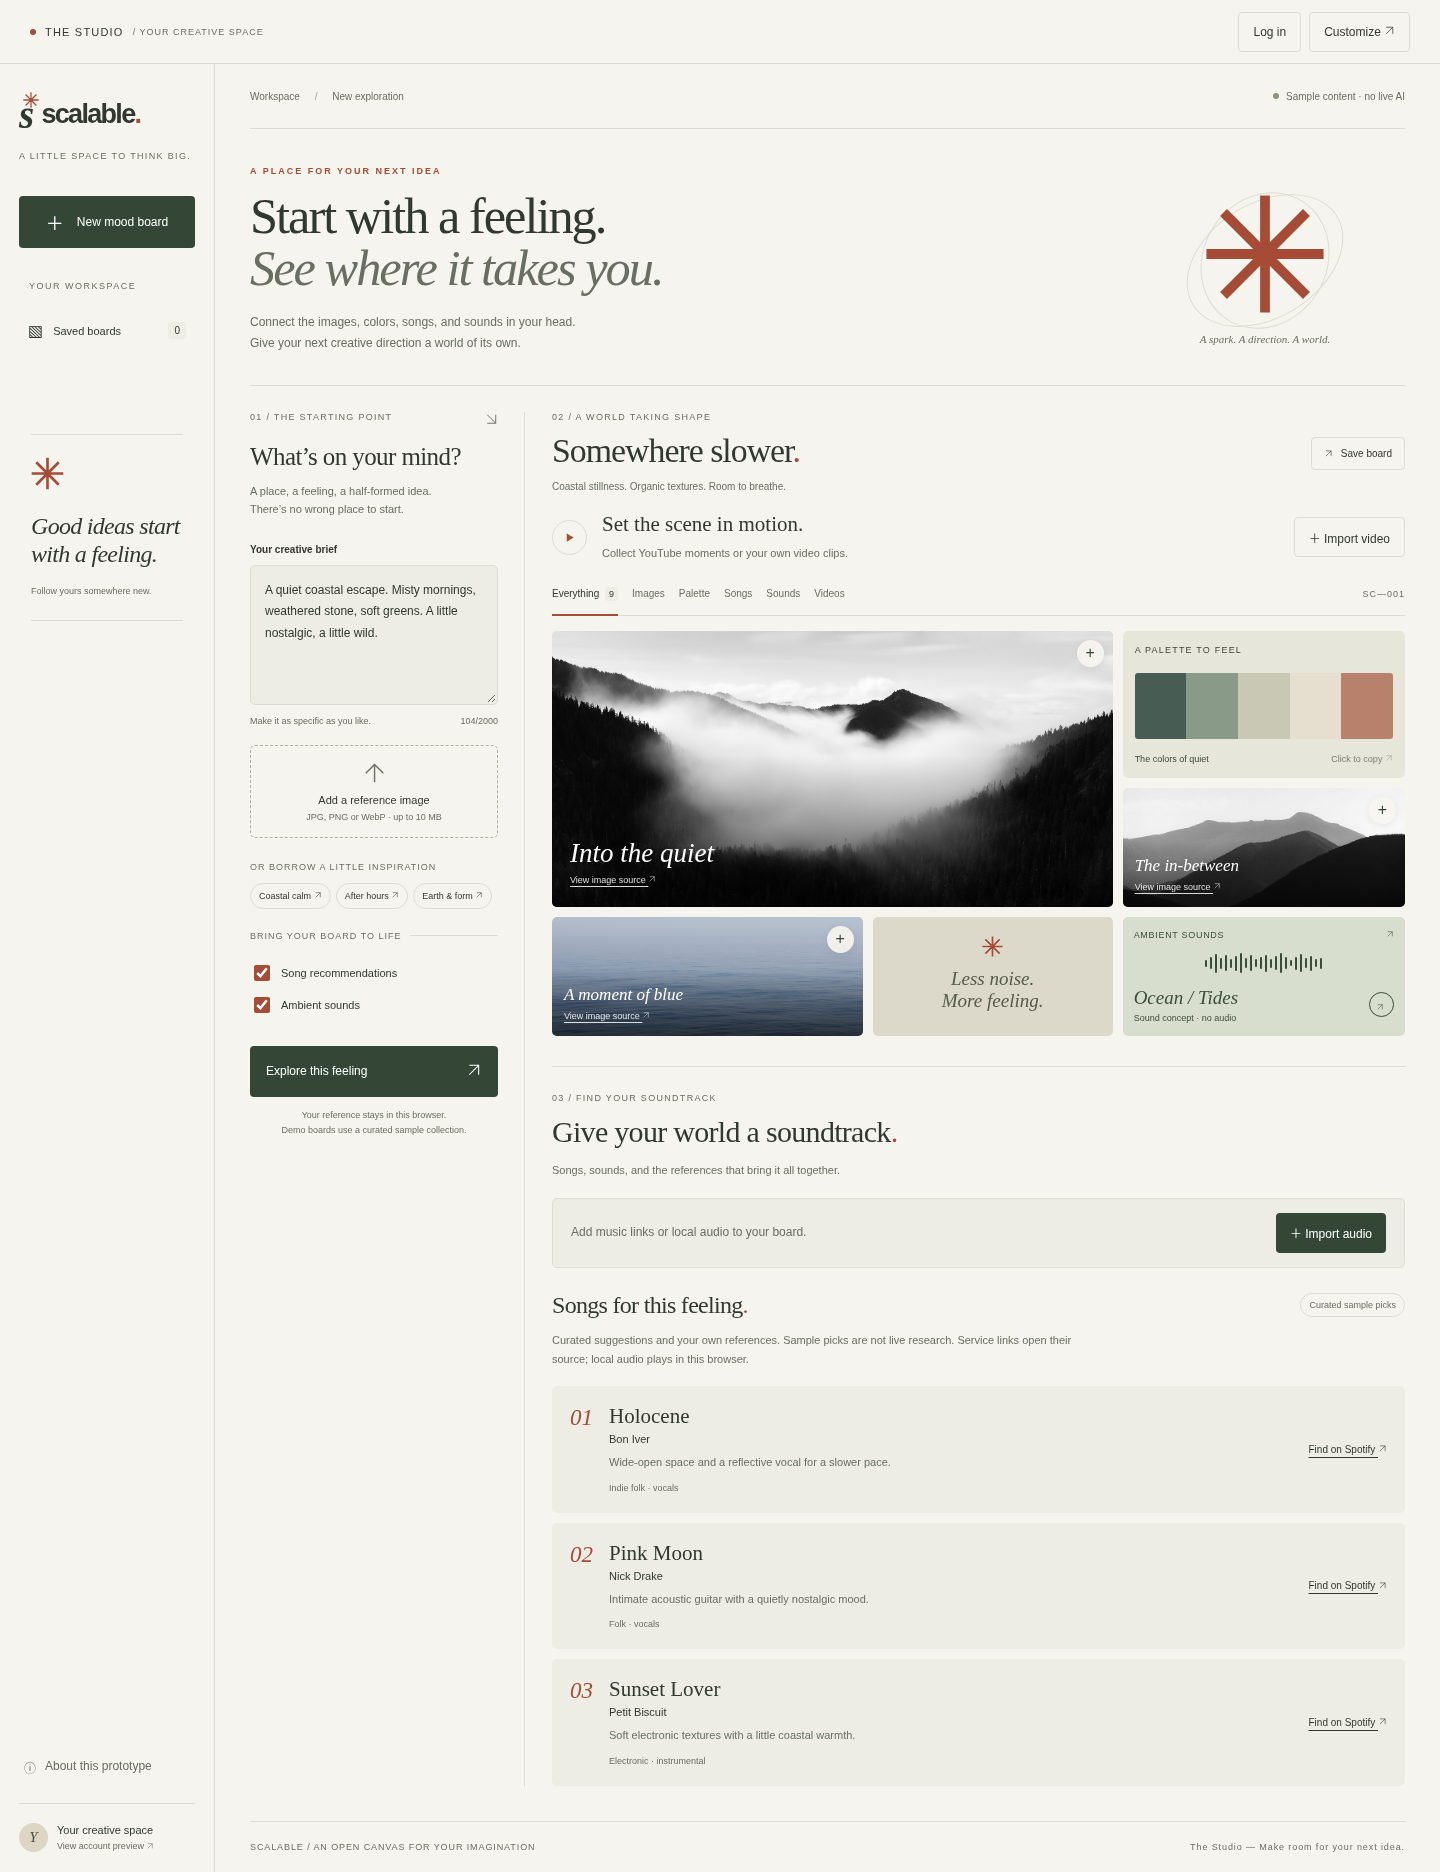 THE STUDIO / YOUR CREATIVE SPACE
Log in
Customize
scalable.
A LITTLE SPACE TO THINK BIG.
New mood board
YOUR WORKSPACE
Saved boards 0
Good ideas start
with a feeling.
Follow yours somewhere new.
About this prototype
Y
Your creative space
View account preview
Workspace / New exploration
Sample content · no live AI
A PLACE FOR YOUR NEXT IDEA
Start with a feeling.
See where it takes you.
Connect the images, colors, songs, and sounds in your head.
Give your next creative direction a world of its own.
A spark. A direction. A world.
01 / THE STARTING POINT
What’s on your mind?
A place, a feeling, a half-formed idea.
There’s no wrong place to start.
Your creative brief
A quiet coastal escape. Misty mornings,
weathered stone, soft greens. A little
nostalgic, a little wild.
Make it as specific as you like. 104/2000
Add a reference image
JPG, PNG or WebP · up to 10 MB
OR BORROW A LITTLE INSPIRATION
Coastal calm After hours Earth & form
BRING YOUR BOARD TO LIFE
Song recommendations
Ambient sounds
Explore this feeling
Your reference stays in this browser.
Demo boards use a curated sample collection.
02 / A WORLD TAKING SHAPE
Somewhere slower.
Save board
Coastal stillness. Organic textures. Room to breathe.
Set the scene in motion.
Collect YouTube moments or your own video clips.
Import video
Everything 9 Images Palette Songs Sounds Videos SC—001
Into the quiet
View image source
A PALETTE TO FEEL
The colors of quiet Click to copy
The in-between
View image source
A moment of blue
View image source
Less noise.
More feeling.
AMBIENT SOUNDS
Ocean / Tides
Sound concept · no audio
03 / FIND YOUR SOUNDTRACK
Give your world a soundtrack.
Songs, sounds, and the references that bring it all together.
Add music links or local audio to your board.
Import audio
Songs for this feeling.
Curated sample picks
Curated suggestions and your own references. Sample picks are not live research. Service links open their
source; local audio plays in this browser.
01 Holocene
Bon Iver
Wide-open space and a reflective vocal for a slower pace.
Indie folk · vocals
Find on Spotify
02 Pink Moon
Nick Drake
Intimate acoustic guitar with a quietly nostalgic mood.
Folk · vocals
Find on Spotify
03 Sunset Lover
Petit Biscuit
Soft electronic textures with a little coastal warmth.
Electronic · instrumental
Find on Spotify
SCALABLE / AN OPEN CANVAS FOR YOUR IMAGINATION
The Studio — Make room for your next idea.